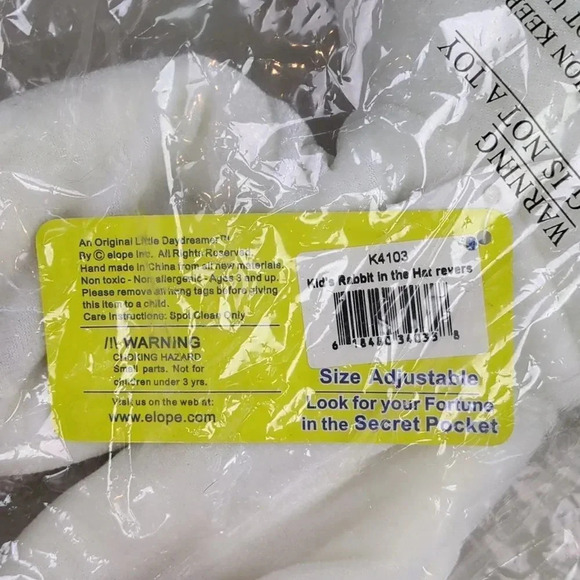 An Original Little Daydreamer™
By © elope Inc. All Rights Reserved.
Hand made in China from all new materials.
Non toxic - Non allergenic - Ages 3 and up.
Please remove all hang tags before giving
this item to a child.
Care Instructions: Spot Clean Only
WARNING
CHOKING HAZARD
Small parts. Not for
children under 3 yrs.
Visit us on the web at:
www.elope.com
K4103
Kid's Rabbit in the Hat revers
Size Adjustable
Look for your Fortune
in the Secret Pocket
WARNING
IS NOT A TOY
KEEP